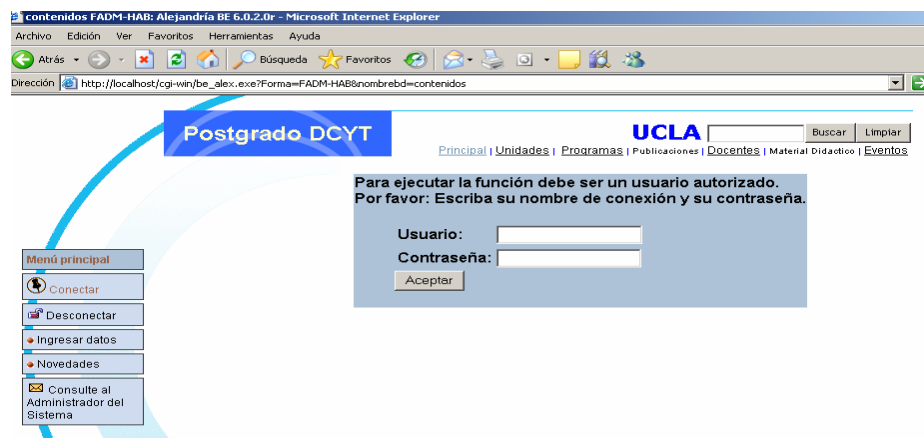 contenidos FADM-HAB: Alejandría BE 6.0.2.0r - Microsoft Internet Explorer
Archivo Edición Ver Favoritos Herramientas Ayuda
Atrás Búsqueda Favoritos
Dirección http://localhost/cgi-win/be_alex.exe?Forma=FADM-HAB&nombrebd=contenidos
Postgrado DCYT
UCLA Buscar Limpiar
Principal | Unidades | Programas | Publicaciones | Docentes | Material Didactico | Eventos
Para ejecutar la función debe ser un usuario autorizado.
Por favor: Escriba su nombre de conexión y su contraseña.
Usuario:
Contraseña:
Aceptar
Menú principal
Conectar
Desconectar
Ingresar datos
Novedades
Consulte al
Administrador del
Sistema